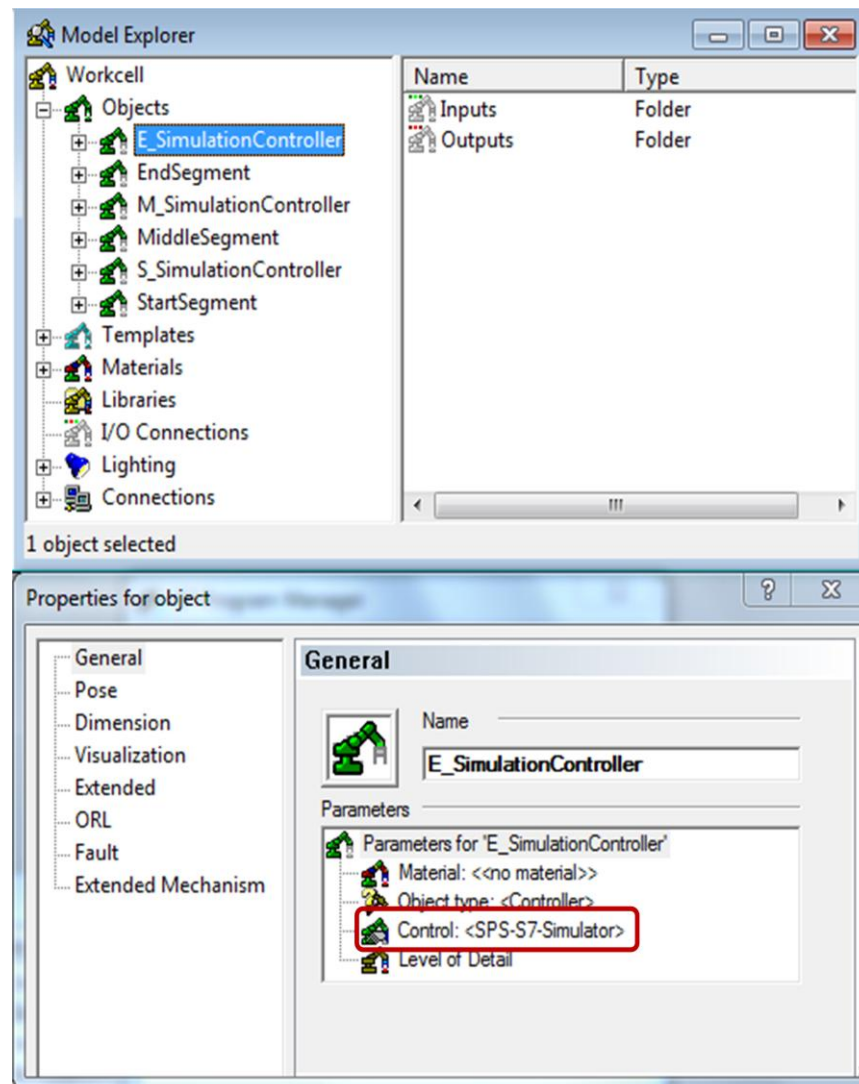 Model Explorer
Workcell
Objects
E_SimulationController
EndSegment
M_SimulationController
MiddleSegment
S_SimulationController
StartSegment
Templates
Materials
Libraries
I/O Connections
Lighting
Connections
Name Type
Inputs Folder
Outputs Folder
1 object selected
Properties for object
General
Pose
Dimension
Visualization
Extended
ORL
Fault
Extended Mechanism
General
Name
E_SimulationController
Parameters
Parameters for 'E_SimulationController'
Material: <<no material>>
Object type: <Controller>
Control: <SPS-S7-Simulator>
Level of Detail